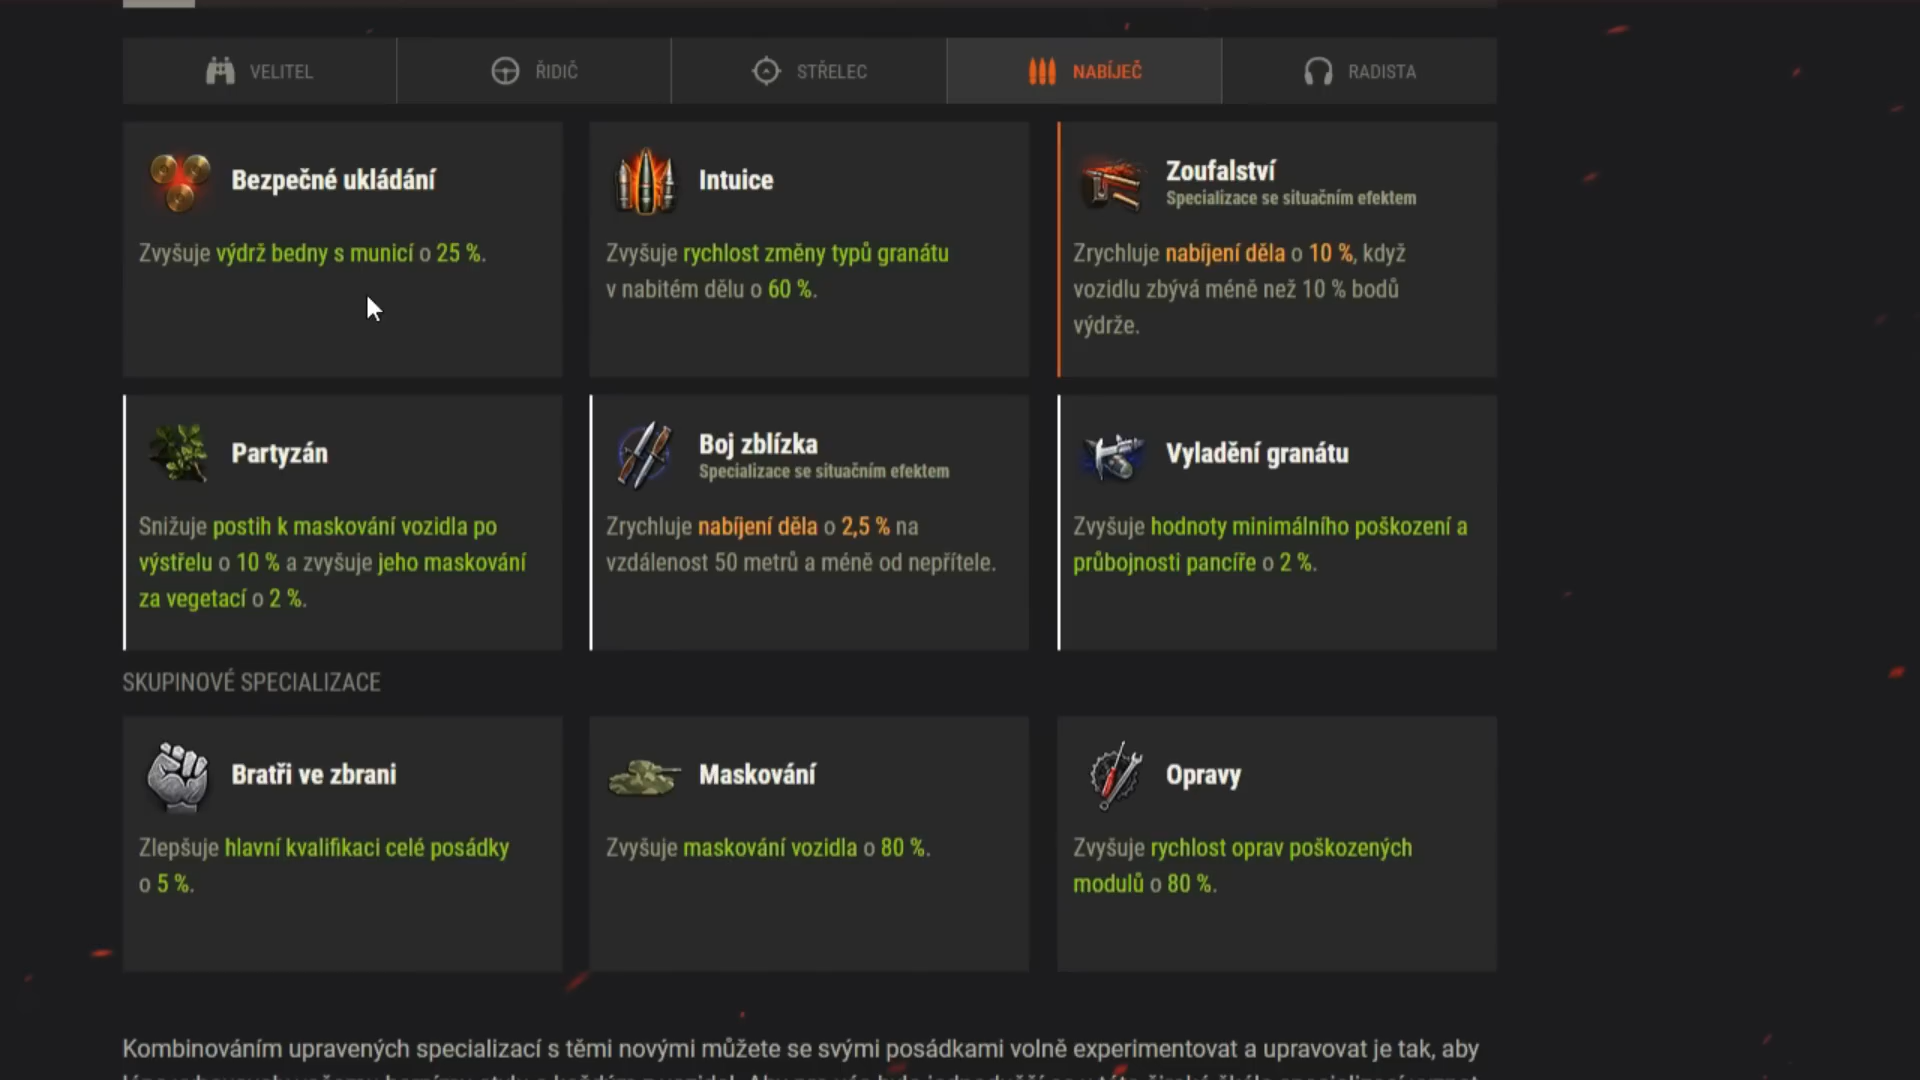 VELITEL
ŘIDIČ
STŘELEC
NABÍJEČ
RADISTA
Bezpečné ukládání
Zvyšuje výdrž bedny s municí o 25 %.
Intuice
Zvyšuje rychlost změny typů granátu
v nabitém dělu o 60 %.
Zoufalství
Specializace se situačním efektem
Zrychluje nabíjení děla o 10 %, když
vozidlu zbývá méně než 10 % bodů
výdrže.
Partyzán
Snižuje postih k maskování vozidla po
výstřelu o 10 % a zvyšuje jeho maskování
za vegetací o 2 %.
Boj zblízka
Specializace se situačním efektem
Zrychluje nabíjení děla o 2,5 % na
vzdálenost 50 metrů a méně od nepřítele.
Vyladění granátu
Zvyšuje hodnoty minimálního poškození a
průbojnosti pancíře o 2 %.
SKUPINOVÉ SPECIALIZACE
Bratři ve zbrani
Zlepšuje hlavní kvalifikaci celé posádky
o 5 %.
Maskování
Zvyšuje maskování vozidla o 80 %.
Opravy
Zvyšuje rychlost oprav poškozených
modulů o 80 %.
Kombinováním upravených specializací s těmi novými můžete se svými posádkami volně experimentovat a upravovat je tak, aby